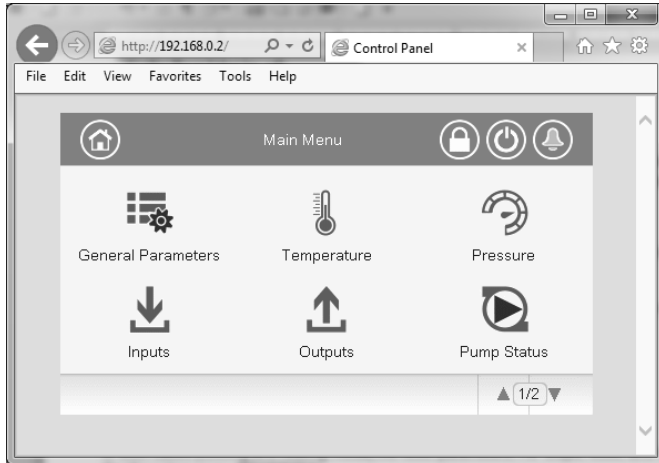 http://192.168.0.2/
Control Panel
File Edit View Favorites Tools Help
Main Menu
General Parameters Temperature Pressure
Inputs Outputs Pump Status
1/2